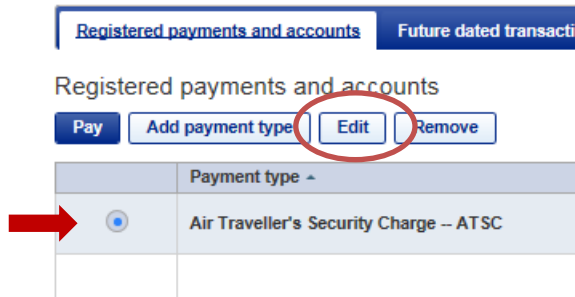 Registered payments and accounts Future dated transacti
Registered payments and accounts
Pay Add payment type Edit Remove
Payment type
Air Traveller's Security Charge -- ATSC